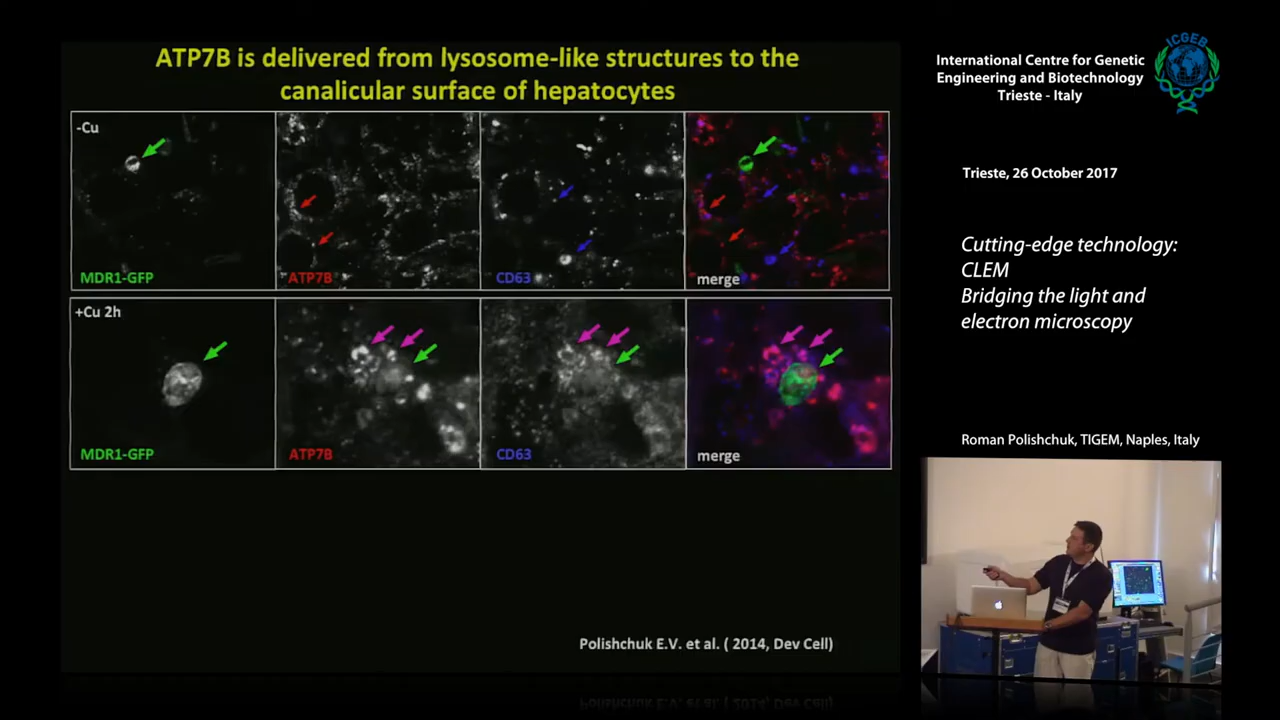 ATP7B is delivered from lysosome-like structures to the
canalicular surface of hepatocytes
-Cu
MDR1-GFP
ATP7B
CD63
merge
+Cu 2h
MDR1-GFP
ATP7B
CD63
merge
Polishchuk E.V. et al. ( 2014, Dev Cell)
International Centre for Genetic
Engineering and Biotechnology
Trieste - Italy
ICGEB
Trieste, 26 October 2017
Cutting-edge technology:
CLEM
Bridging the light and
electron microscopy
Roman Polishchuk, TIGEM, Naples, Italy